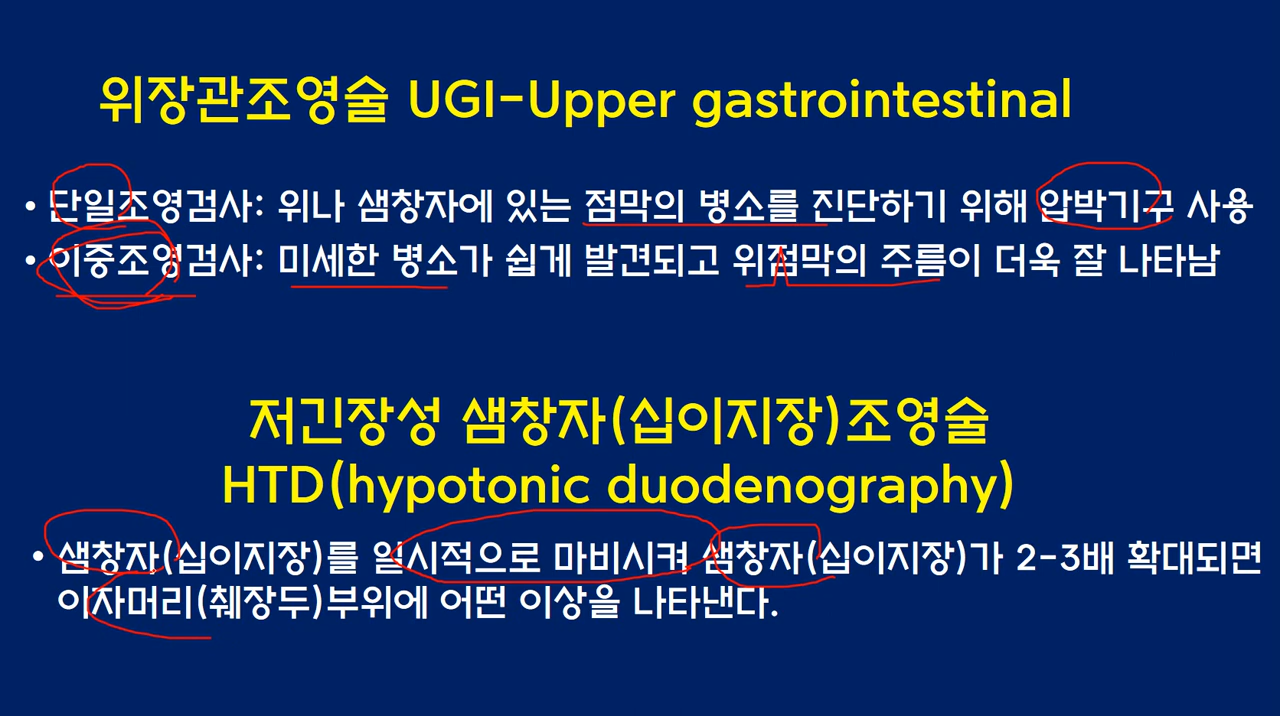 위장관조영술 UGI-Upper gastrointestinal
• 단일조영검사: 위나 샘창자에 있는 점막의 병소를 진단하기 위해 압박기구 사용
• 이중조영검사: 미세한 병소가 쉽게 발견되고 위점막의 주름이 더욱 잘 나타남
저긴장성 샘창자(십이지장)조영술
HTD(hypotonic duodenography)
• 샘창자(십이지장)를 일시적으로 마비시켜 샘창자(십이지장)가 2-3배 확대되면
이자머리(췌장두)부위에 어떤 이상을 나타낸다.